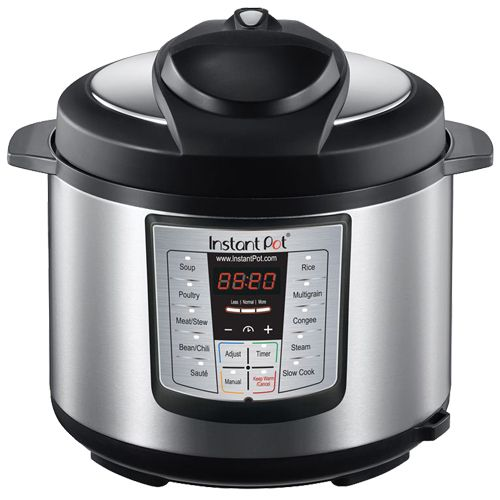 Instant Pot®
www.InstantPot.com
Soup
Rice
88:20
Poultry
Multigrain
Less | Normal | More
Meat/Stew
Congee
− +
Bean/Chili
Adjust
Timer
Steam
Sauté
Manual
Keep Warm
/Cancel
Slow Cook